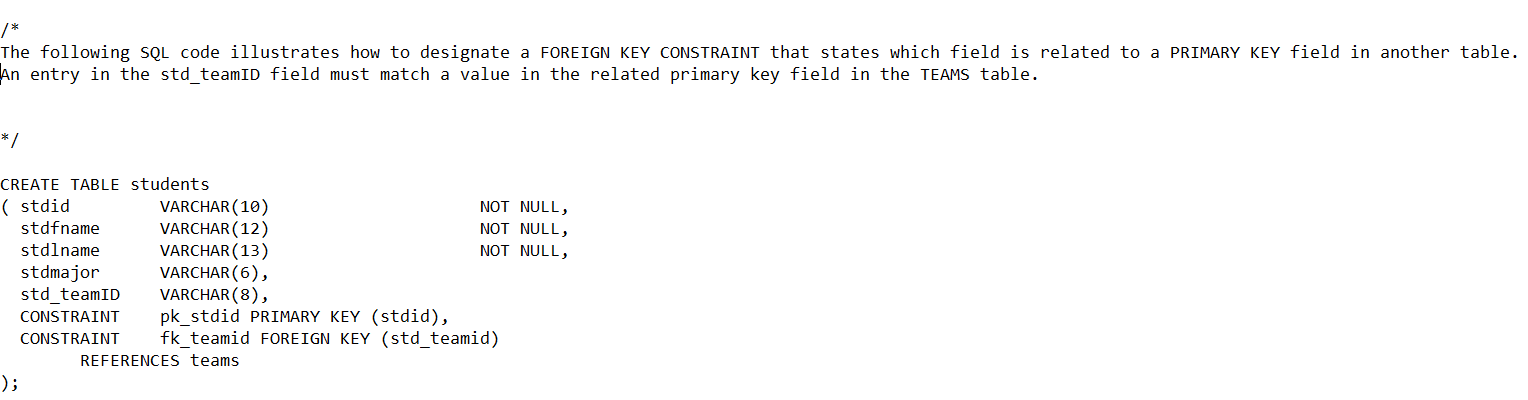 /*
The following SQL code illustrates how to designate a FOREIGN KEY CONSTRAINT that states which field is related to a PRIMARY KEY field in another table.
An entry in the std_teamID field must match a value in the related primary key field in the TEAMS table.
*/
CREATE TABLE students
( stdid         VARCHAR(10)                     NOT NULL,
  stdfname      VARCHAR(12)                     NOT NULL,
  stdlname      VARCHAR(13)                     NOT NULL,
  stdmajor      VARCHAR(6),
  std_teamID    VARCHAR(8),
  CONSTRAINT    pk_stdid PRIMARY KEY (stdid),
  CONSTRAINT    fk_teamid FOREIGN KEY (std_teamid)
        REFERENCES teams
);